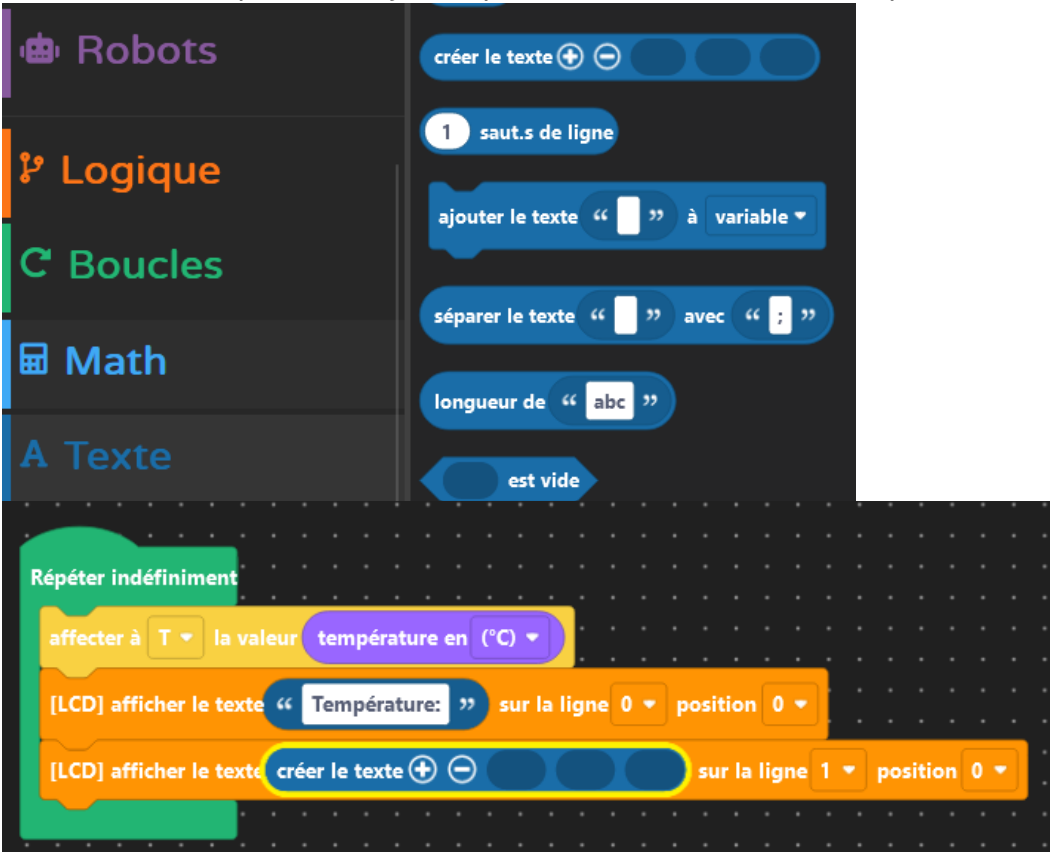 Robots
Logique
Boucles
Math
Texte
créer le texte
1 saut.s de ligne
ajouter le texte “ ” à variable
séparer le texte “ ” avec “ ; ”
longueur de “ abc ”
est vide
Répéter indéfiniment
affecter à T la valeur température en (°C)
[LCD] afficher le texte “ Température: ” sur la ligne 0 position 0
[LCD] afficher le texte créer le texte sur la ligne 1 position 0